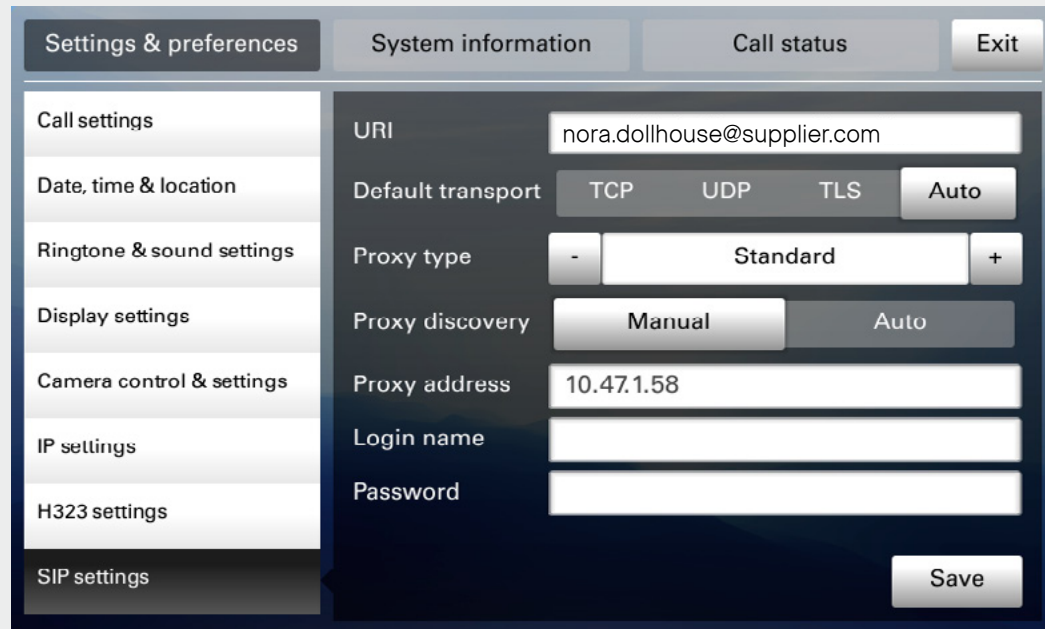 Settings & preferences
System information
Call status
Exit
Call settings
Date, time & location
Ringtone & sound settings
Display settings
Camera control & settings
IP settings
H323 settings
SIP settings
URI nora.dollhouse@supplier.com
Default transport TCP UDP TLS Auto
Proxy type - Standard +
Proxy discovery Manual Auto
Proxy address 10.47.1.58
Login name
Password
Save